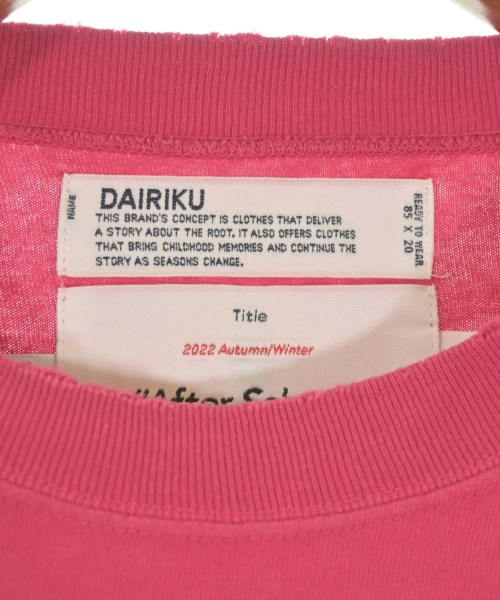 NAME
DAIRIKU
THIS BRAND'S CONCEPT IS CLOTHES THAT DELIVER
A STORY ABOUT THE ROOT. IT ALSO OFFERS CLOTHES
THAT BRING CHILDHOOD MEMORIES AND CONTINUE THE
STORY AS SEASONS CHANGE.
READY TO WEAR
85 X 20
Title
2022 Autumn/Winter
"After